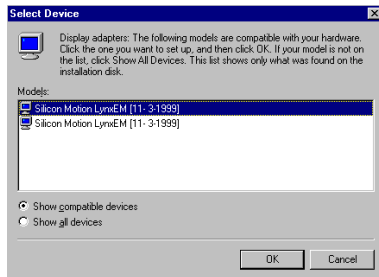 Select Device
Display adapters: The following models are compatible with your hardware.
Click the one you want to set up, and then click OK. If your model is not on
the list, click Show All Devices. This list shows only what was found on the
installation disk.
Models:
Silicon Motion LynxEM [11- 3-1999]
Silicon Motion LynxEM [11- 3-1999]
Show compatible devices
Show all devices
OK
Cancel